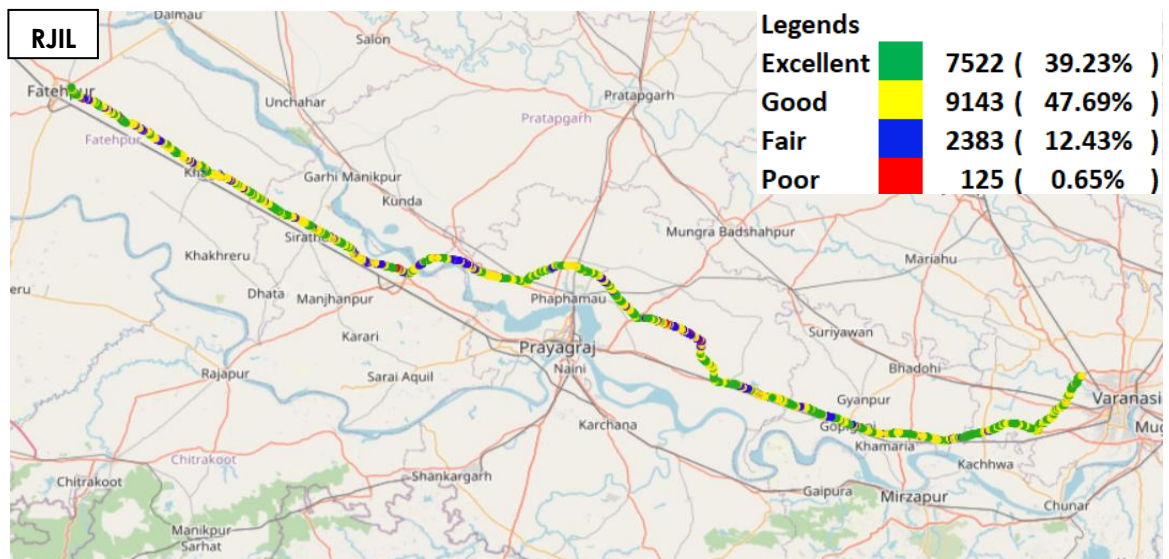 RJIL
Legends
Excellent 7522 ( 39.23% )
Good 9143 ( 47.69% )
Fair 2383 ( 12.43% )
Poor 125 ( 0.65% )
Dalmau
Salon
Fatehpur
Unchahar
Pratapgarh
Fatehpur
Pratapgarh
Garhi Manikpur
Kunda
Mungra Badshahpur
Sirath
Khakhreru
Mariahu
Dhata
Manjhanpur
Phaphamau
Suriyawan
Karari
Prayagraj
Naini
Bhadohi
Rajapur
Sarai Aquil
Gyanpur
Varanasi
Karchana
Khamaria
Chitrakoot
Shankargarh
Kachhwa
Chitrakoot
Gaipura
Mirzapur
Chunar
Manikpur
Sarhat